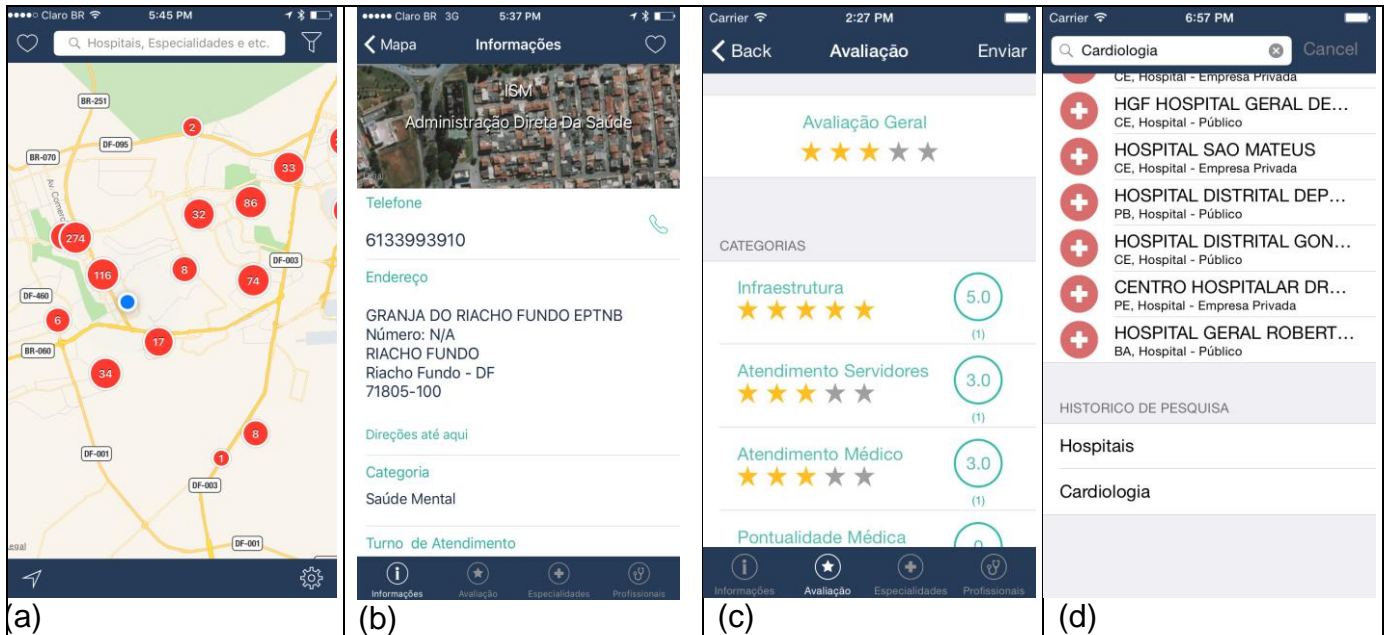 Claro BR 5:45 PM
Hospitais, Especialidades e etc.
BR-251
2
DF-095
BR-070
33
Av. Comerc
86
32
274
DF-003
116
8
74
DF-460
6
17
BR-060
34
8
DF-001
1
DF-003
DF-001
Legal
(a)
Claro BR 3G 5:37 PM
Mapa Informações
ISM
Administração Direta Da Saúde
Legal
Telefone
6133993910
Endereço
GRANJA DO RIACHO FUNDO EPTNB
Número: N/A
RIACHO FUNDO
Riacho Fundo - DF
71805-100
Direções até aqui
Categoria
Saúde Mental
Turno de Atendimento
Informações Avaliação Especialidades Profissionais
(b)
Carrier 2:27 PM
Back Avaliação Enviar
Avaliação Geral
CATEGORIAS
Infraestrutura
5.0
(1)
Atendimento Servidores
3.0
(1)
Atendimento Médico
3.0
(1)
Pontualidade Médica
Informações Avaliação Especialidades Profissionais
(c)
Carrier 6:57 PM
Cardiologia Cancel
CE, Hospital - Empresa Privada
HGF HOSPITAL GERAL DE...
CE, Hospital - Público
HOSPITAL SAO MATEUS
CE, Hospital - Empresa Privada
HOSPITAL DISTRITAL DEP...
PB, Hospital - Público
HOSPITAL DISTRITAL GON...
CE, Hospital - Público
CENTRO HOSPITALAR DR...
PE, Hospital - Empresa Privada
HOSPITAL GERAL ROBERT...
BA, Hospital - Público
HISTORICO DE PESQUISA
Hospitais
Cardiologia
(d)